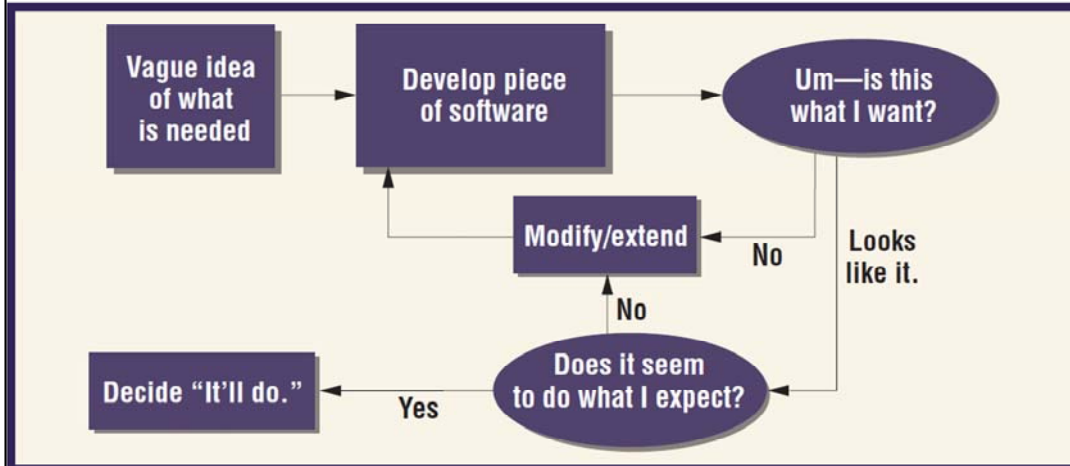 Vague idea
of what
is needed
Develop piece
of software
Um—is this
what I want?
Modify/extend
No
Looks
like it.
No
Does it seem
to do what I expect?
Yes
Decide “It’ll do.”